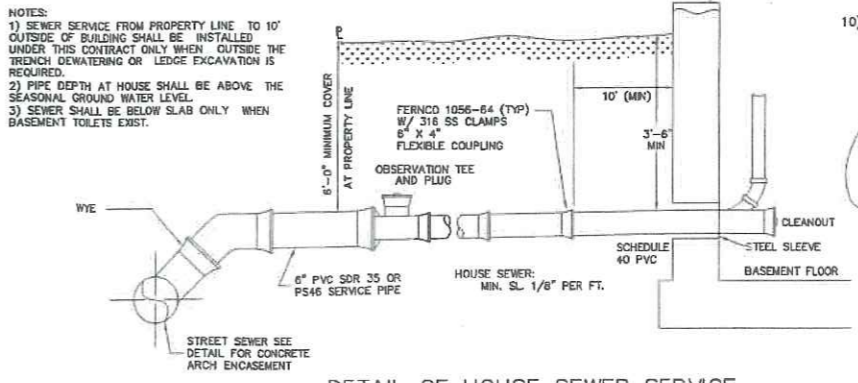 NOTES:
1) SEWER SERVICE FROM PROPERTY LINE TO 10'
OUTSIDE OF BUILDING SHALL BE INSTALLED
UNDER THIS CONTRACT ONLY WHEN OUTSIDE THE
TRENCH DEWATERING OR LEDGE EXCAVATION IS
REQUIRED.
2) PIPE DEPTH AT HOUSE SHALL BE ABOVE THE
SEASONAL GROUND WATER LEVEL.
3) SEWER SHALL BE BELOW SLAB ONLY WHEN
BASEMENT TOILETS EXIST.
10)
6'-0" MINIMUM COVER
AT PROPERTY LINE
FERNCO 1056-64 (TYP)
W/ 316 SS CLAMPS
6" X 4"
FLEXIBLE COUPLING
10' (MIN)
3'-6"
MIN
OBSERVATION TEE
AND PLUG
WYE
CLEANOUT
STEEL SLEEVE
SCHEDULE
40 PVC
BASEMENT FLOOR
6" PVC SDR 35 OR
PS46 SERVICE PIPE
HOUSE SEWER:
MIN. SL. 1/8" PER FT.
STREET SEWER SEE
DETAIL FOR CONCRETE
ARCH ENCASEMENT
DETAIL OF HOUSE SEWER SERVICE